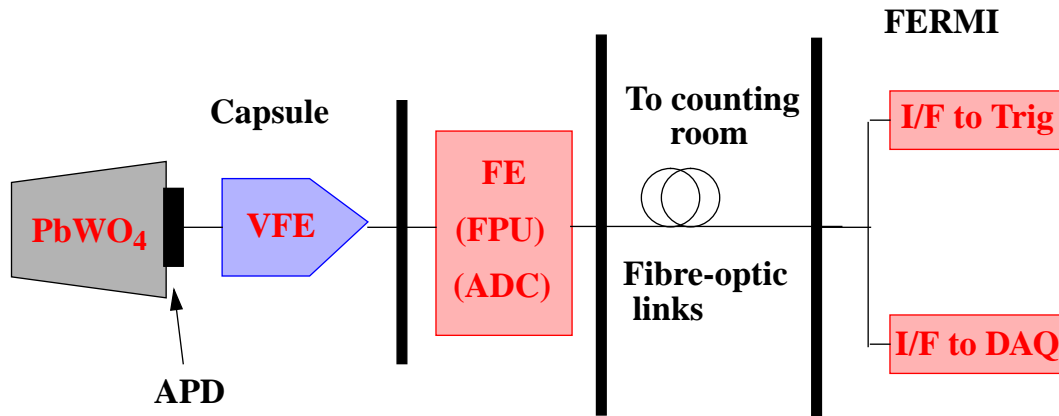 FERMI
Capsule
To counting
room
I/F to Trig
FE
(FPU)
(ADC)
PbWO₄
VFE
Fibre-optic
links
I/F to DAQ
APD